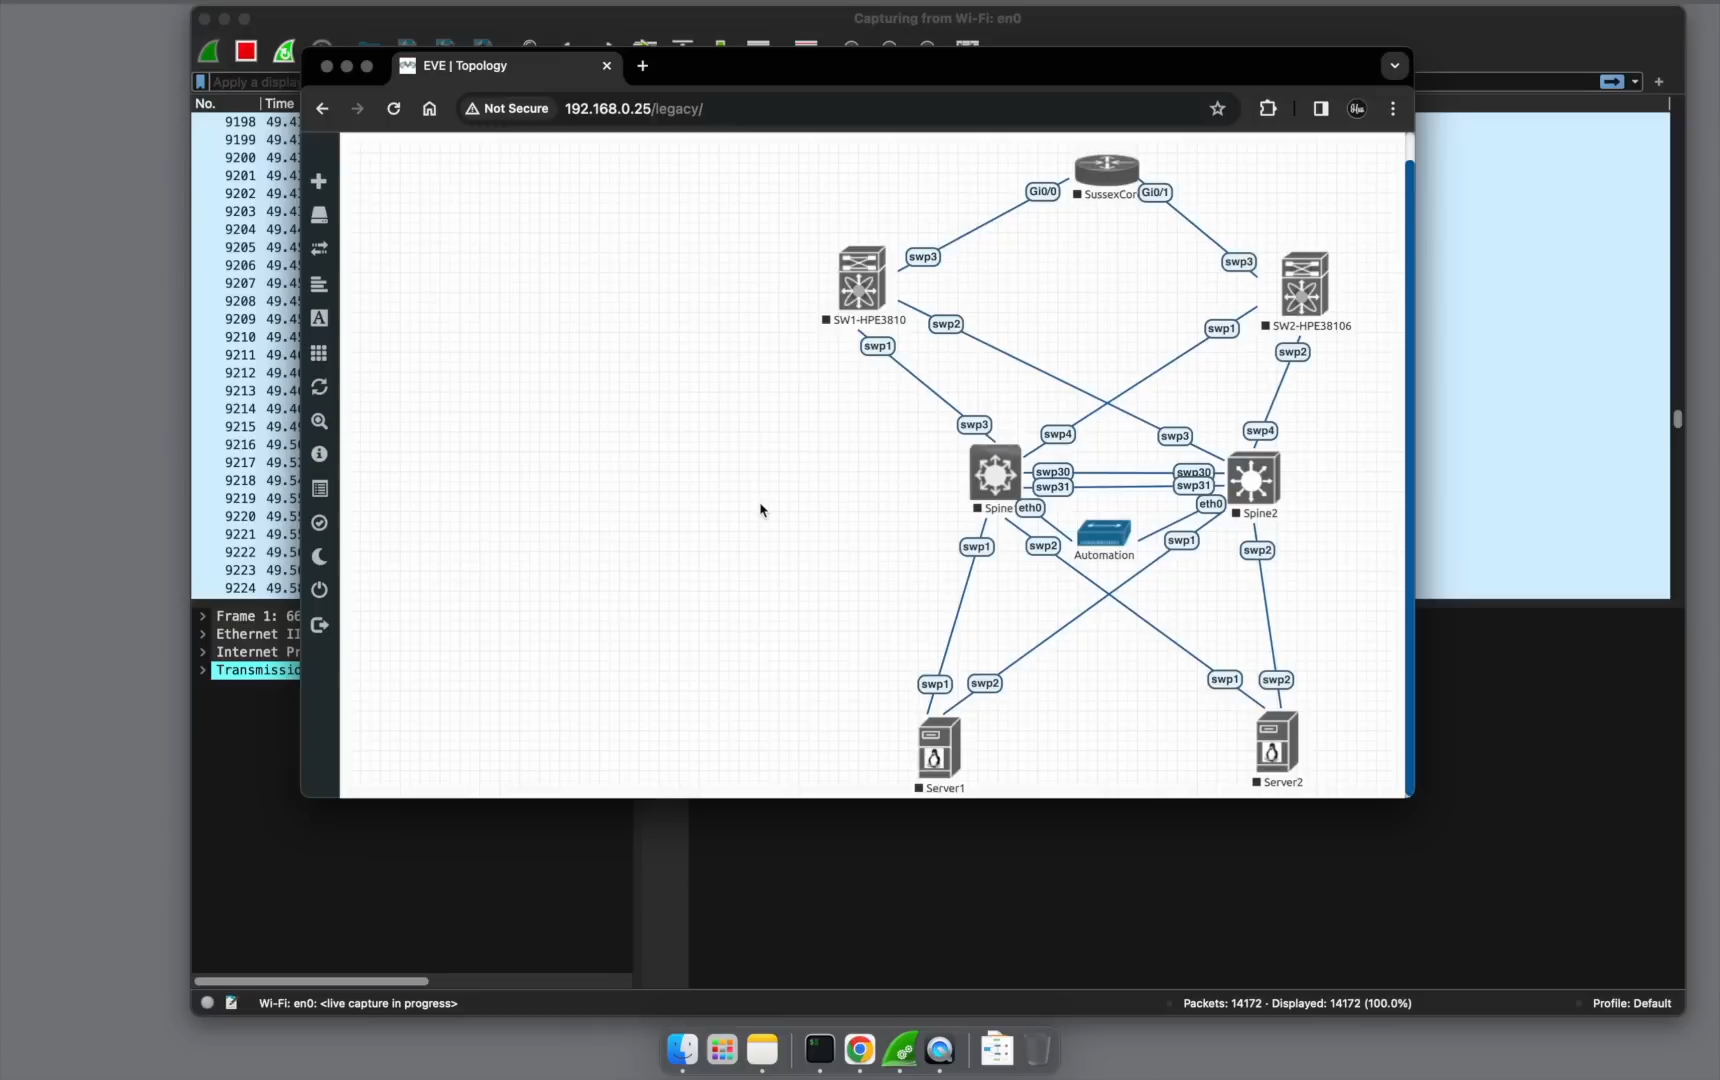 Capturing from Wi-Fi: en0
EVE | Topology
Apply a displa
Not Secure 192.168.0.25/legacy/
No. Time
9198 49.4
9199 49.4
9200 49.4
9201 49.4
9202 49.4
9203 49.4
9204 49.4
9205 49.4
9206 49.4
9207 49.4
9208 49.4
9209 49.4
9210 49.4
9211 49.4
9212 49.4
9213 49.4
9214 49.4
9215 49.4
9216 49.5
9217 49.5
9218 49.5
9219 49.5
9220 49.5
9221 49.5
9222 49.5
9223 49.5
9224 49.5
Frame 1: 66
Ethernet II
Internet Pr
Transmissio
Gi0/0
SussexCor
Gi0/1
swp3
swp3
SW1-HPE3810
SW2-HPE38106
swp2
swp1
swp1
swp2
swp3
swp4
swp3
swp4
swp30
swp30
swp31
swp31
Spine
eth0
eth0
Spine2
swp1
swp2
Automation
swp1
swp2
swp1
swp2
swp1
swp2
Server1
Server2
Wi-Fi: en0: <live capture in progress>
Packets: 14172 · Displayed: 14172 (100.0%)
Profile: Default